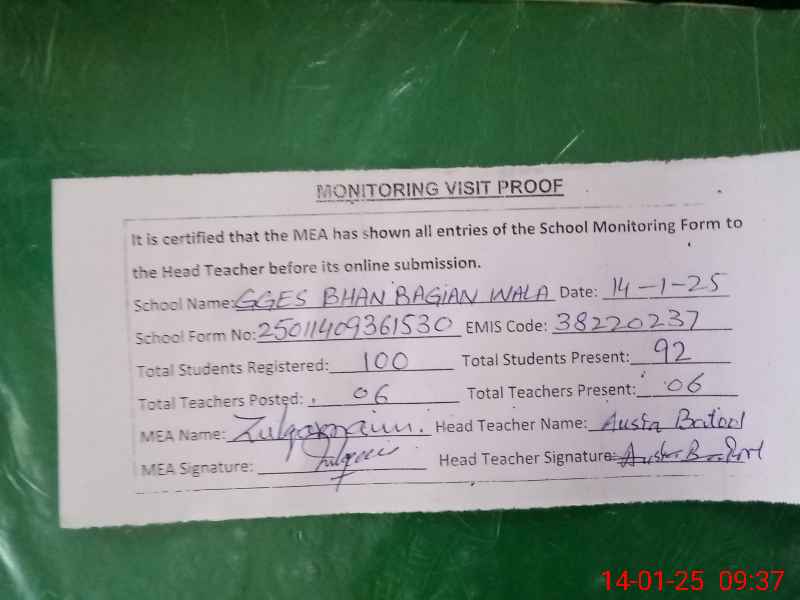 MONITORING VISIT PROOF
It is certified that the MEA has shown all entries of the School Monitoring Form to
the Head Teacher before its online submission.
School Name: GGES BHAN BAGIAN WALA Date: 14-1-25
School Form No: 25011409361530 EMIS Code: 38220237
Total Students Registered: 100 Total Students Present: 92
Total Teachers Posted: 06 Total Teachers Present: 06
MEA Name: Zulqarnain. Head Teacher Name: Batool
MEA Signature: Head Teacher Signature:
14-01-25 09:37